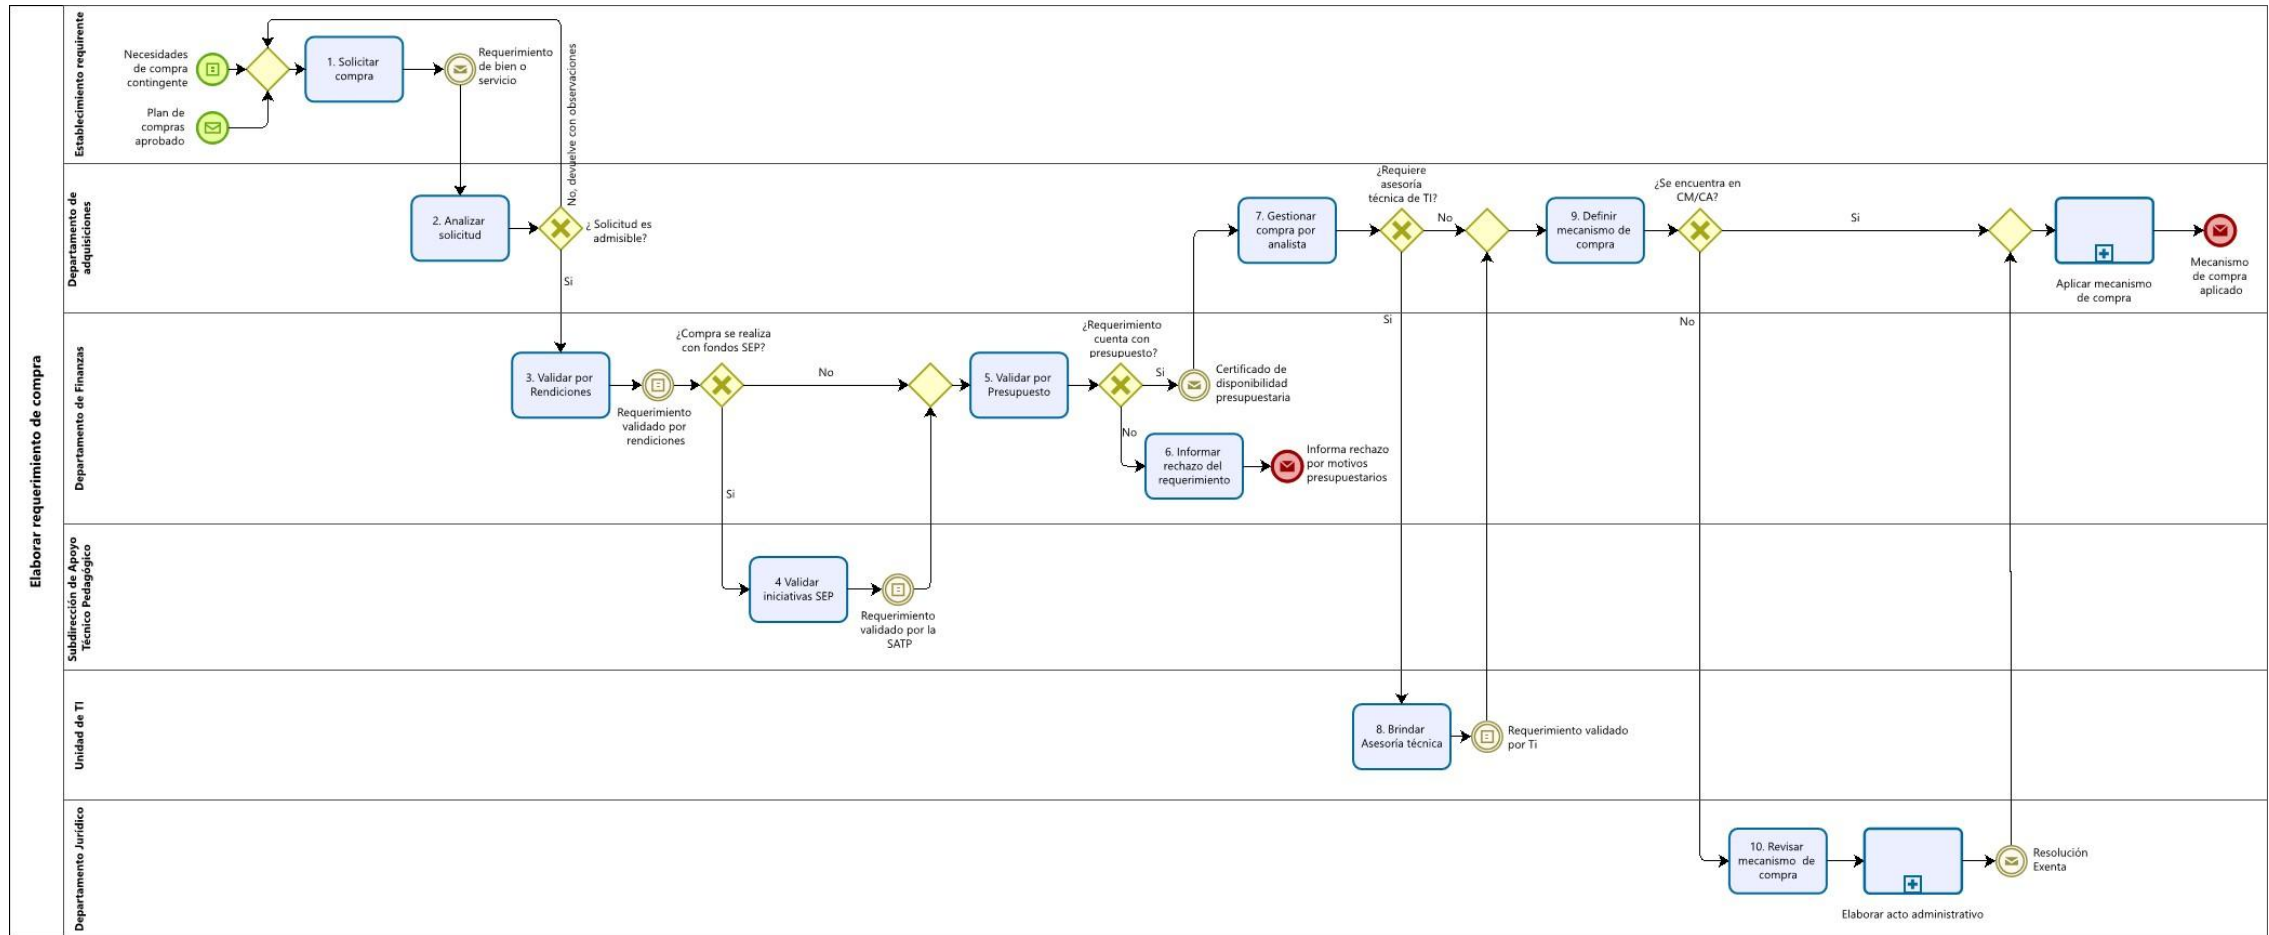 Elaborar requerimiento de compra
Establecimiento requirente
Necesidades
de compra
contingente
Plan de
compras
aprobado
1. Solicitar
compra
Requerimiento
de bien o
servicio
No, devuelve con observaciones
Departamento de
adquisiciones
2. Analizar
solicitud
¿ Solicitud es
admisible?
Si
7. Gestionar
compra por
analista
¿Requiere
asesoría
técnica de TI?
No
Si
9. Definir
mecanismo de
compra
¿Se encuentra en
CM/CA?
Si
No
Aplicar mecanismo
de compra
Mecanismo
de compra
aplicado
Departamento de Finanzas
3. Validar por
Rendiciones
Requerimiento
validado por
rendiciones
¿Compra se realiza
con fondos SEP?
No
Si
5. Validar por
Presupuesto
¿Requerimiento
cuenta con
presupuesto?
Si
No
Certificado de
disponibilidad
presupuestaria
6. Informar
rechazo del
requerimiento
Informa rechazo
por motivos
presupuestarios
Subdirección de Apoyo
Técnico Pedagógico
4 Validar
iniciativas SEP
Requerimiento
validado por la
SATP
Unidad de TI
8. Brindar
Asesoría técnica
Requerimiento validado
por Ti
Departamento Jurídico
10. Revisar
mecanismo de
compra
Elaborar acto administrativo
Resolución
Exenta